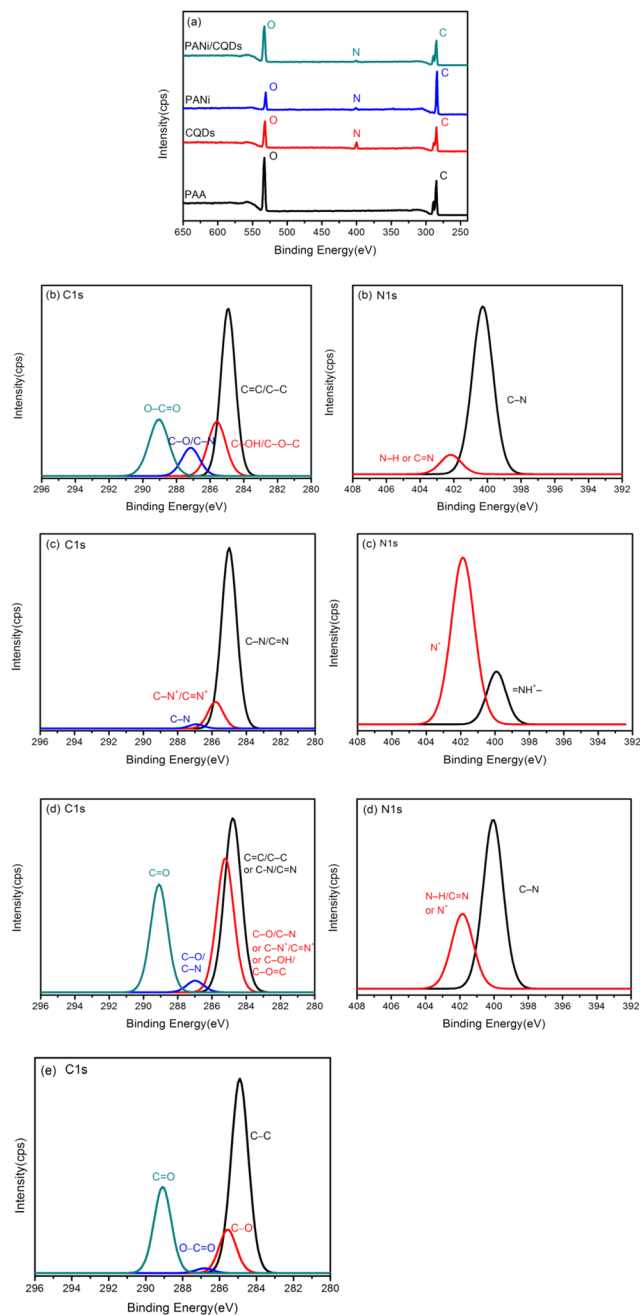 (a)
O
C
PANi/CQDs
N
C
PANi
O
N
O
N
C
CQDs
O
C
PAA
Intensity(cps)
650 600 550 500 450 400 350 300 250
Binding Energy(eV)
(b) C1s
C=C/C–C
O–C=O
C–O/C–N
C–OH/C–O–C
Intensity(cps)
296 294 292 290 288 286 284 282 280
Binding Energy(eV)
(b) N1s
C–N
N–H or C=N
Intensity(cps)
408 406 404 402 400 398 396 394 392
Binding Energy(eV)
(c) C1s
C–N/C=N
C–N⁺/C=N⁺
C–N
Intensity(cps)
296 294 292 290 288 286 284 282 280
Binding Energy(eV)
(c) N1s
N⁺
=NH⁺–
Intensity(cps)
408 406 404 402 400 398 396 394 392
Binding Energy(eV)
(d) C1s
C=C/C–C
or C-N/C=N
C=O
C–O/
C–N
C–O/C–N
or C–N⁺/C=N⁺
or C–OH/
C–O=C
Intensity(cps)
296 294 292 290 288 286 284 282 280
Binding Energy(eV)
(d) N1s
C–N
N–H/C=N
or N⁺
Intensity(cps)
408 406 404 402 400 398 396 394 392
Binding Energy(eV)
(e) C1s
C–C
C=O
O–C=O
C–O
Intensity(cps)
296 294 292 290 288 286 284 282 280
Binding Energy(eV)